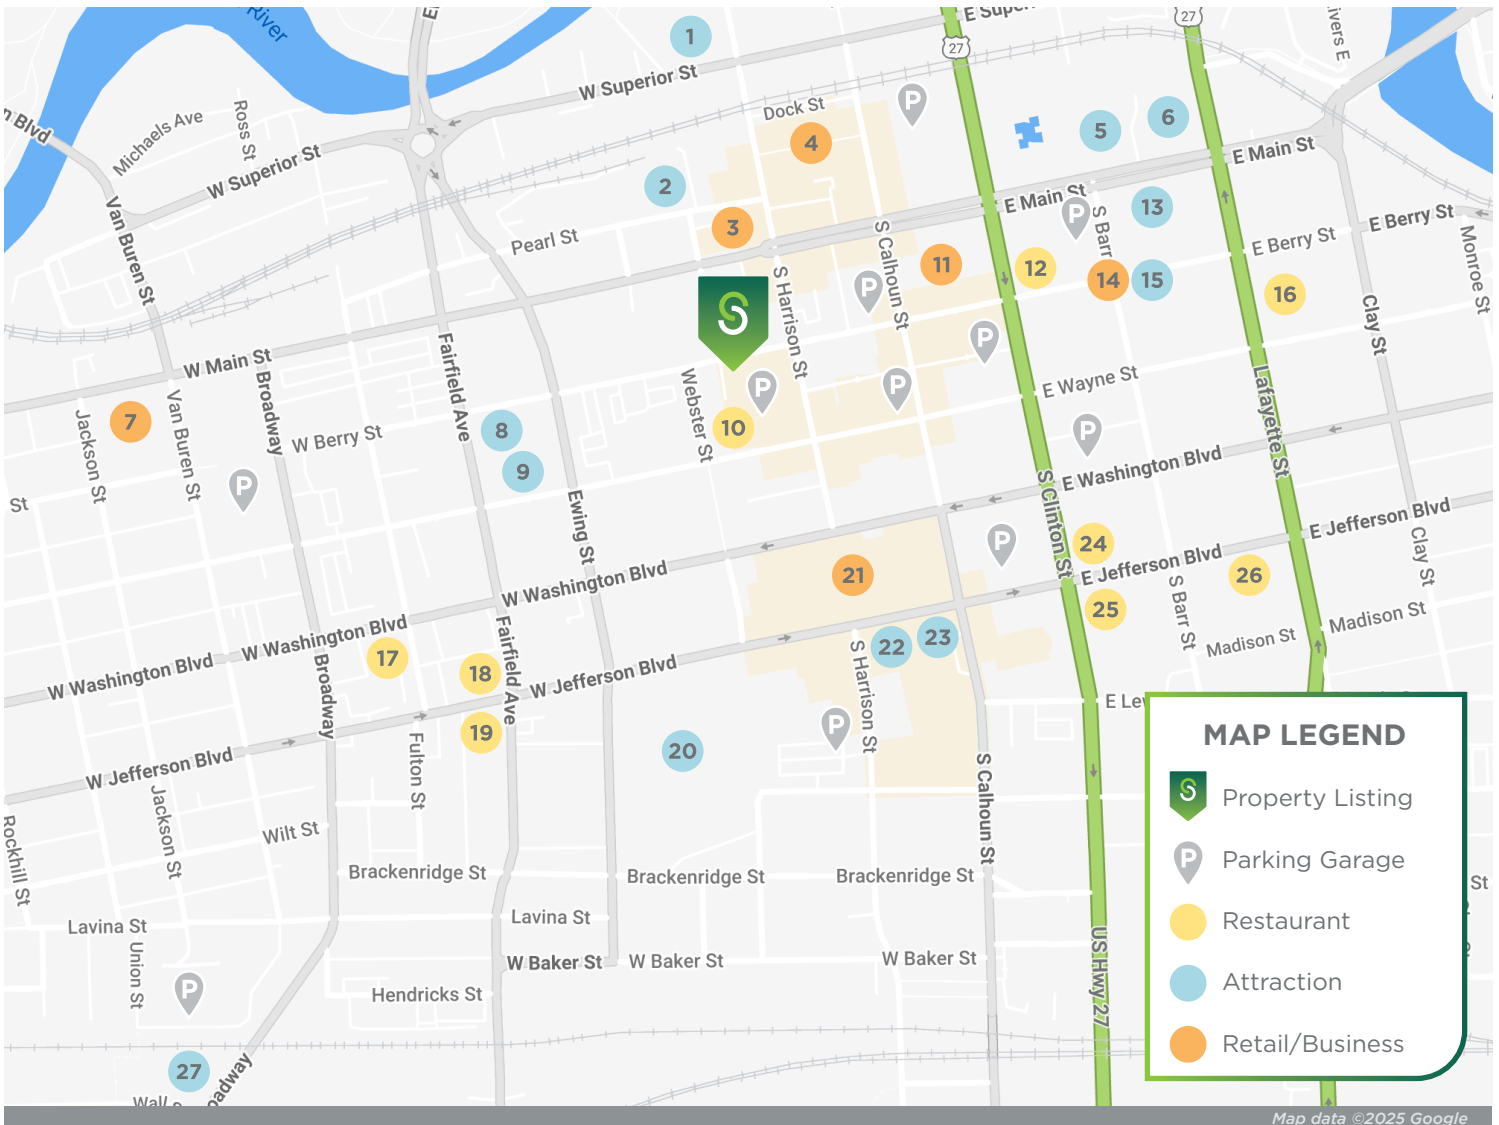 River
1
27
27
E Super
ivers E
W Superior St
Dock St
P
Michaels Ave
Ross St
n Blvd
W Superior St
4
5
6
E Main St
2
E Main St
P
S Barr
13
E Berry St
Van Buren St
Pearl St
3
S Calhoun St
11
12
14
15
E Berry St
Monroe St
S Harrison St
P
16
Clay St
W Main St
Fairfield Ave
P
Broadway
Webster St
P
P
E Wayne St
Lafayette St
7
Jackson St
Van Buren St
W Berry St
8
10
P
9
E Washington Blvd
St
P
Ewing St
S Clinton St
E Jefferson Blvd
P
24
E Jefferson Blvd
Clay St
W Washington Blvd
21
26
25
S Barr St
Madison St
Madison St
W Washington Blvd
W Washington Blvd
17
18
Fairfield Ave
W Jefferson Blvd
22
23
S Harrison St
Broadway
19
20
P
E Lew
W Jefferson Blvd
Fulton St
S Calhoun St
Jackson St
Rockhill St
Wilt St
Brackenridge St
Brackenridge St
Brackenridge St
St
Lavina St
Lavina St
Union St
W Baker St
W Baker St
W Baker St
US Hwy 27
P
Hendricks St
27
Wall
oadway
MAP LEGEND
Property Listing
P
Parking Garage
Restaurant
Attraction
Retail/Business
Map data ©2025 Google